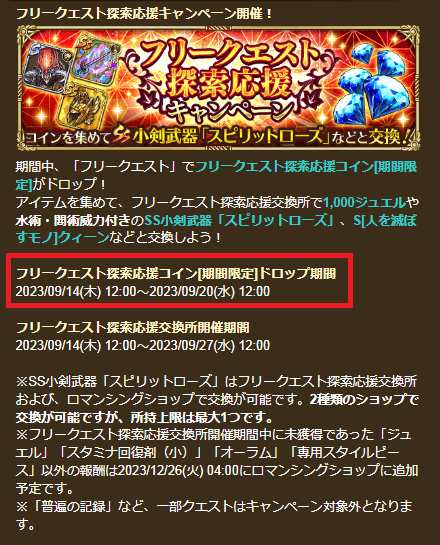 フリークエスト探索応援キャンペーン開催！
フリークエスト
探索応援
キャンペーン
コインを集めてSS小剣武器「スピリットローズ」などと交換！
期間中、「フリークエスト」でフリークエスト探索応援コイン[期間限
定]がドロップ！
アイテムを集めて、フリークエスト探索応援交換所で1,000ジュエルや
水術・閃術威力付きのSS小剣武器「スピリットローズ」、S[人を滅ぼ
すモノ]クィーンなどと交換しよう！
フリークエスト探索応援コイン[期間限定]ドロップ期間
2023/09/14(木) 12:00～2023/09/20(水) 12:00
フリークエスト探索応援交換所開催期間
2023/09/14(木) 12:00～2023/09/27(水) 12:00
※SS小剣武器「スピリットローズ」はフリークエスト探索応援交換所
および、ロマンシングショップで交換が可能です。2種類のショップで
交換が可能ですが、所持上限は最大1つです。
※フリークエスト探索応援交換所開催期間中に未獲得であった「ジュ
エル」「スタミナ回復剤（小）」「オーラム」「専用スタイルピー
ス」以外の報酬は2023/12/26(火) 04:00にロマンシングショップに追加
予定です。
※「普遍の記録」など、一部クエストはキャンペーン対象外となりま
す。